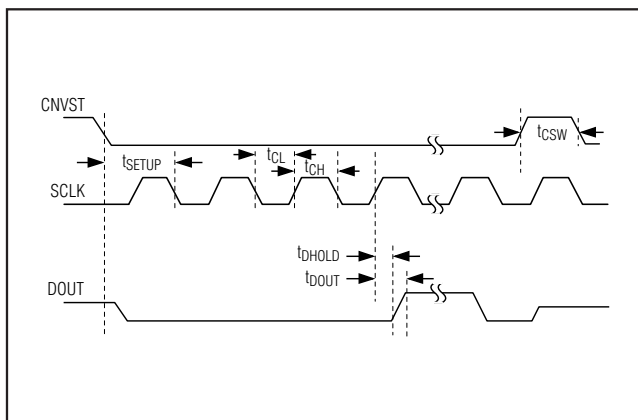 CNVST
tCSW
tSETUP
tCL
tCH
SCLK
tDHOLD
tDOUT
DOUT